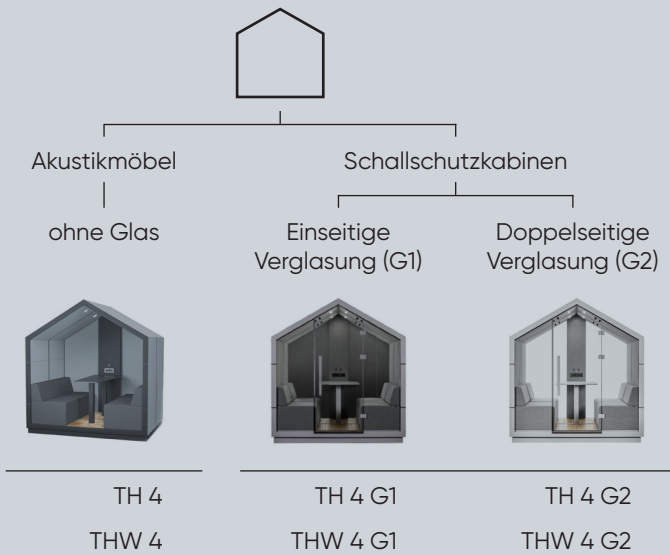 Akustikmöbel
Schallschutzkabinen
ohne Glas
Einseitige
Verglasung (G1)
Doppelseitige
Verglasung (G2)
TH 4
TH 4 G1
TH 4 G2
THW 4
THW 4 G1
THW 4 G2